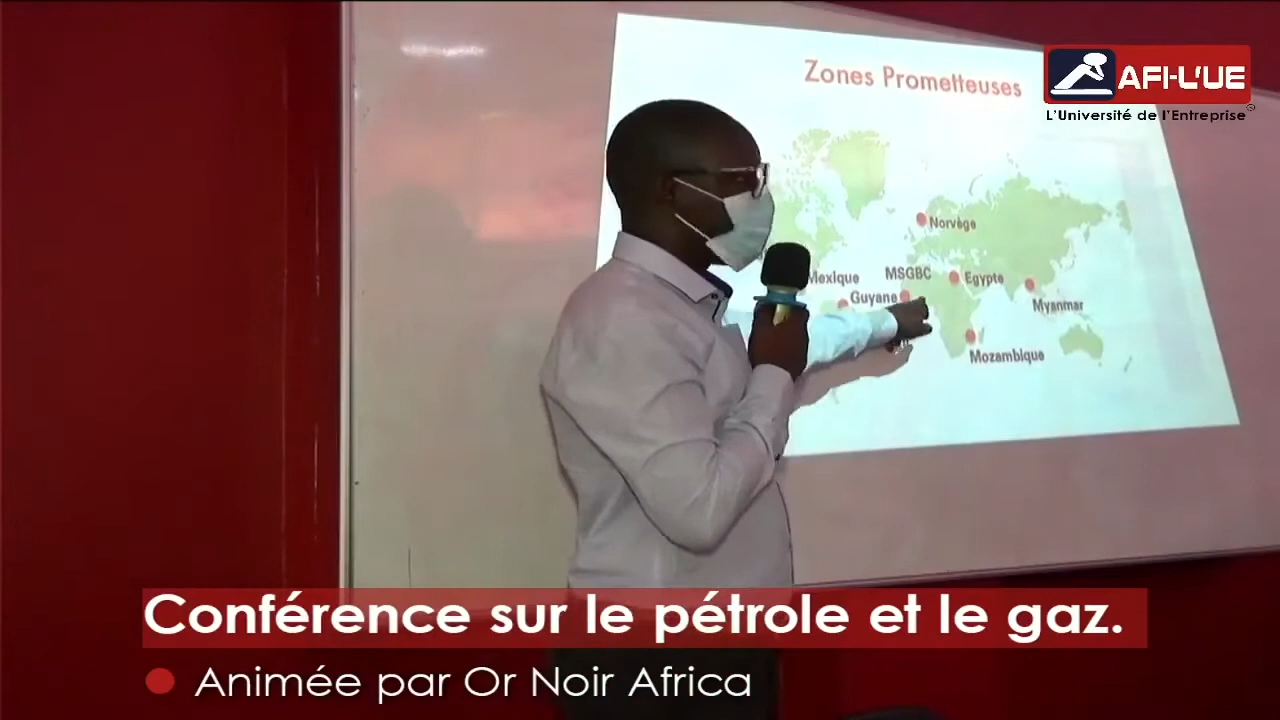 Zones Prometteuses
AFI-L'UE
L'Université de l'Entreprise
Norvège
Mexique
MSGBC
Egypte
Guyane
Myanmar
Mozambique
Conférence sur le pétrole et le gaz.
Animée par Or Noir Africa